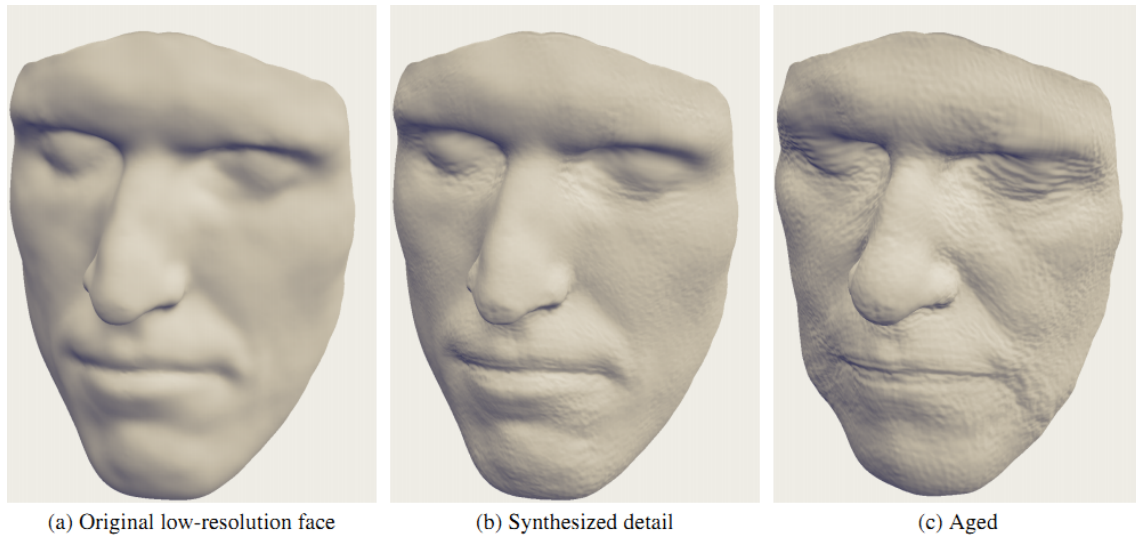 (a) Original low-resolution face
(b) Synthesized detail
(c) Aged